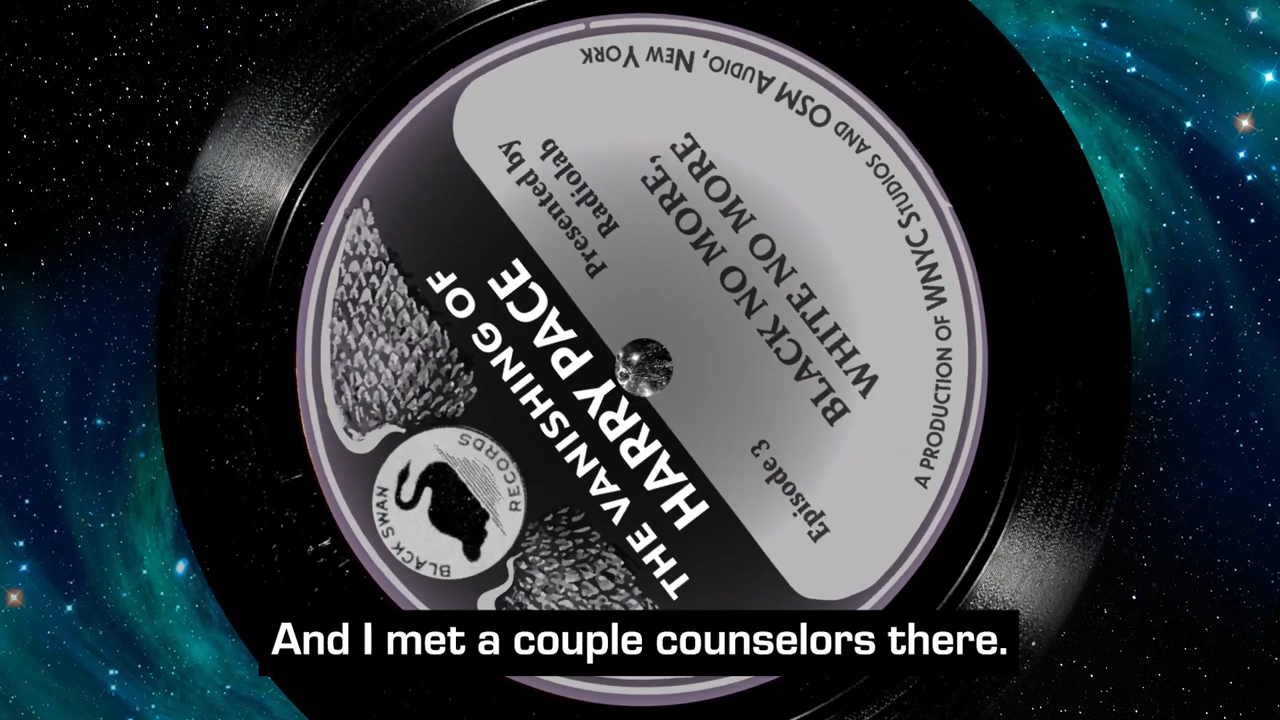 THE VANISHING OF
HARRY PACE
BLACK SWAN
RECORDS
Presented by
Radiolab
BLACK NO MORE,
WHITE NO MORE
Episode 3
A PRODUCTION OF WNYC STUDIOS AND OSM AUDIO, NEW YORK
And I met a couple counselors there.